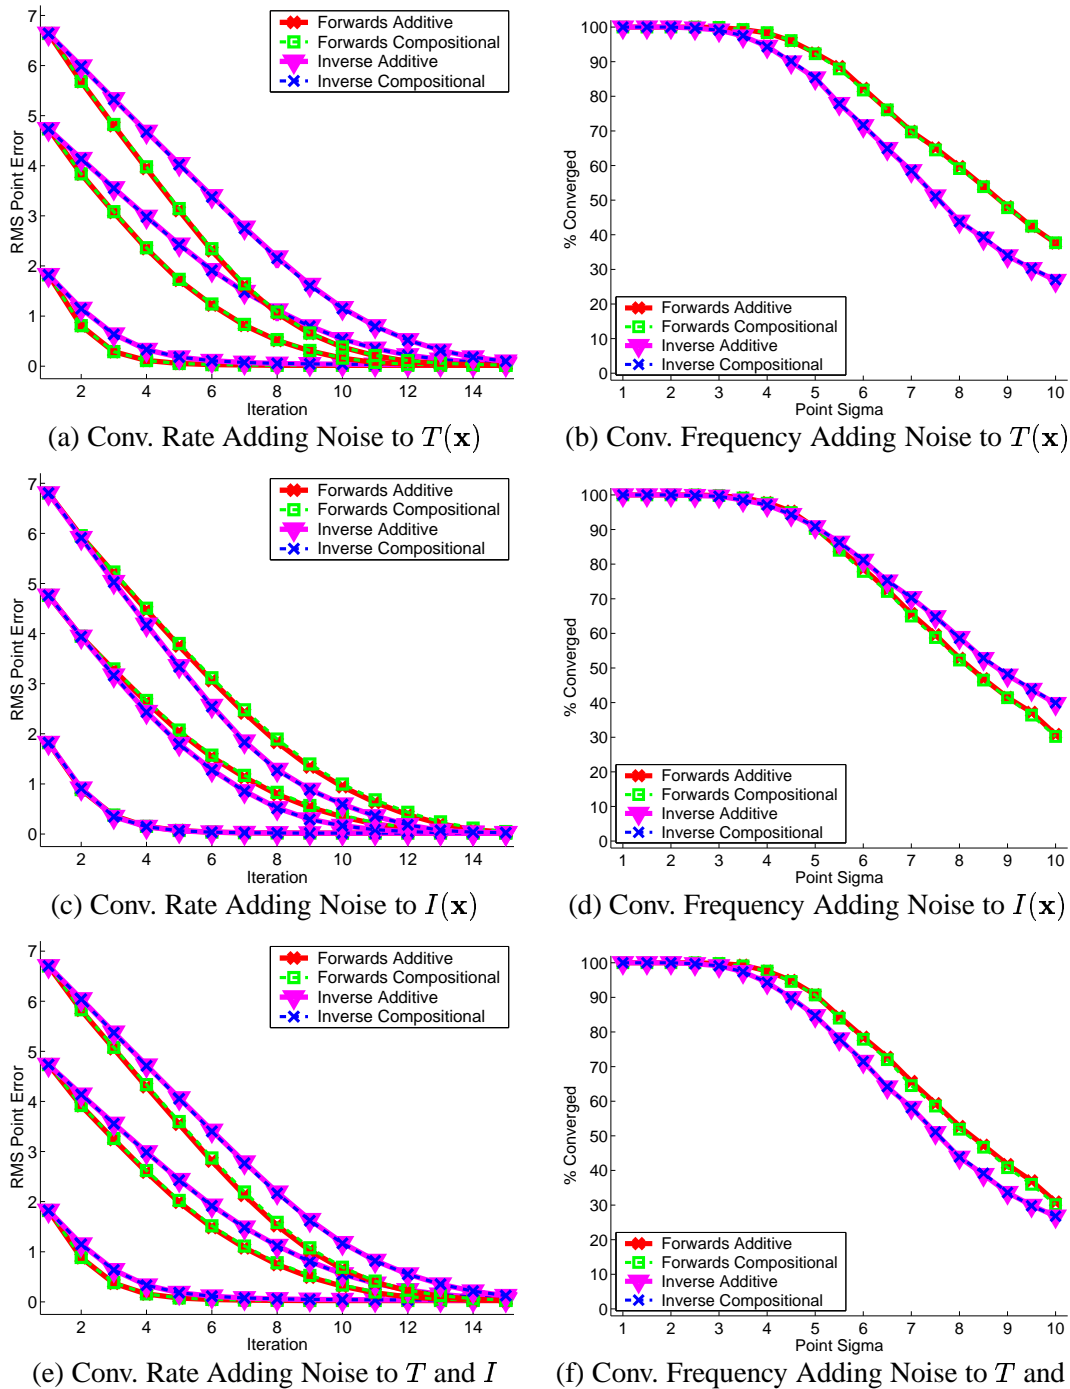 7
6
5
4
3
2
1
0
RMS Point Error
Forwards Additive
Forwards Compositional
Inverse Additive
Inverse Compositional
2 4 6 8 10 12 14
Iteration
(a) Conv. Rate Adding Noise to T(x)
100
90
80
70
60
50
40
30
20
10
0
% Converged
Forwards Additive
Forwards Compositional
Inverse Additive
Inverse Compositional
1 2 3 4 5 6 7 8 9 10
Point Sigma
(b) Conv. Frequency Adding Noise to T(x)
7
6
5
4
3
2
1
0
RMS Point Error
Forwards Additive
Forwards Compositional
Inverse Additive
Inverse Compositional
2 4 6 8 10 12 14
Iteration
(c) Conv. Rate Adding Noise to I(x)
100
90
80
70
60
50
40
30
20
10
0
% Converged
Forwards Additive
Forwards Compositional
Inverse Additive
Inverse Compositional
1 2 3 4 5 6 7 8 9 10
Point Sigma
(d) Conv. Frequency Adding Noise to I(x)
7
6
5
4
3
2
1
0
RMS Point Error
Forwards Additive
Forwards Compositional
Inverse Additive
Inverse Compositional
2 4 6 8 10 12 14
Iteration
(e) Conv. Rate Adding Noise to T and I
100
90
80
70
60
50
40
30
20
10
0
% Converged
Forwards Additive
Forwards Compositional
Inverse Additive
Inverse Compositional
1 2 3 4 5 6 7 8 9 10
Point Sigma
(f) Conv. Frequency Adding Noise to T and